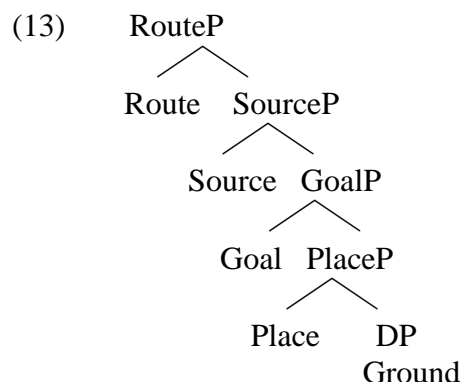 (13) RouteP
Route SourceP
Source GoalP
Goal PlaceP
Place DP
Ground